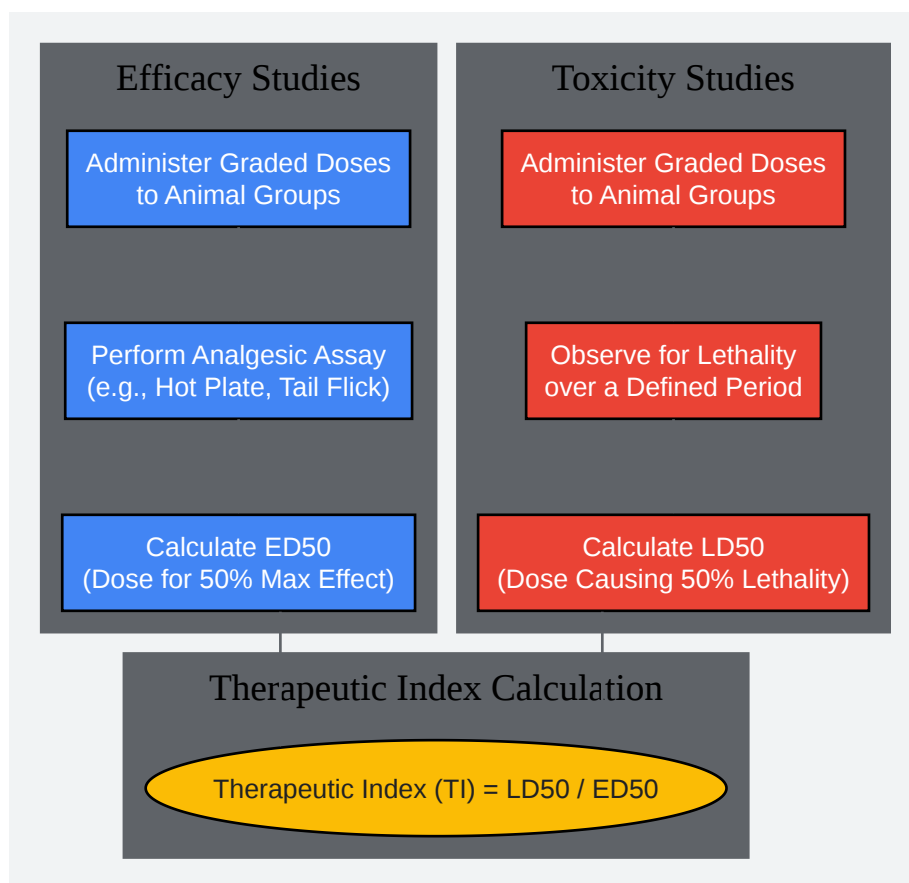 Efficacy Studies
Administer Graded Doses
to Animal Groups
Perform Analgesic Assay
(e.g., Hot Plate, Tail Flick)
Calculate ED50
(Dose for 50% Max Effect)
Toxicity Studies
Administer Graded Doses
to Animal Groups
Observe for Lethality
over a Defined Period
Calculate LD50
(Dose Causing 50% Lethality)
Therapeutic Index Calculation
Therapeutic Index (TI) = LD50 / ED50